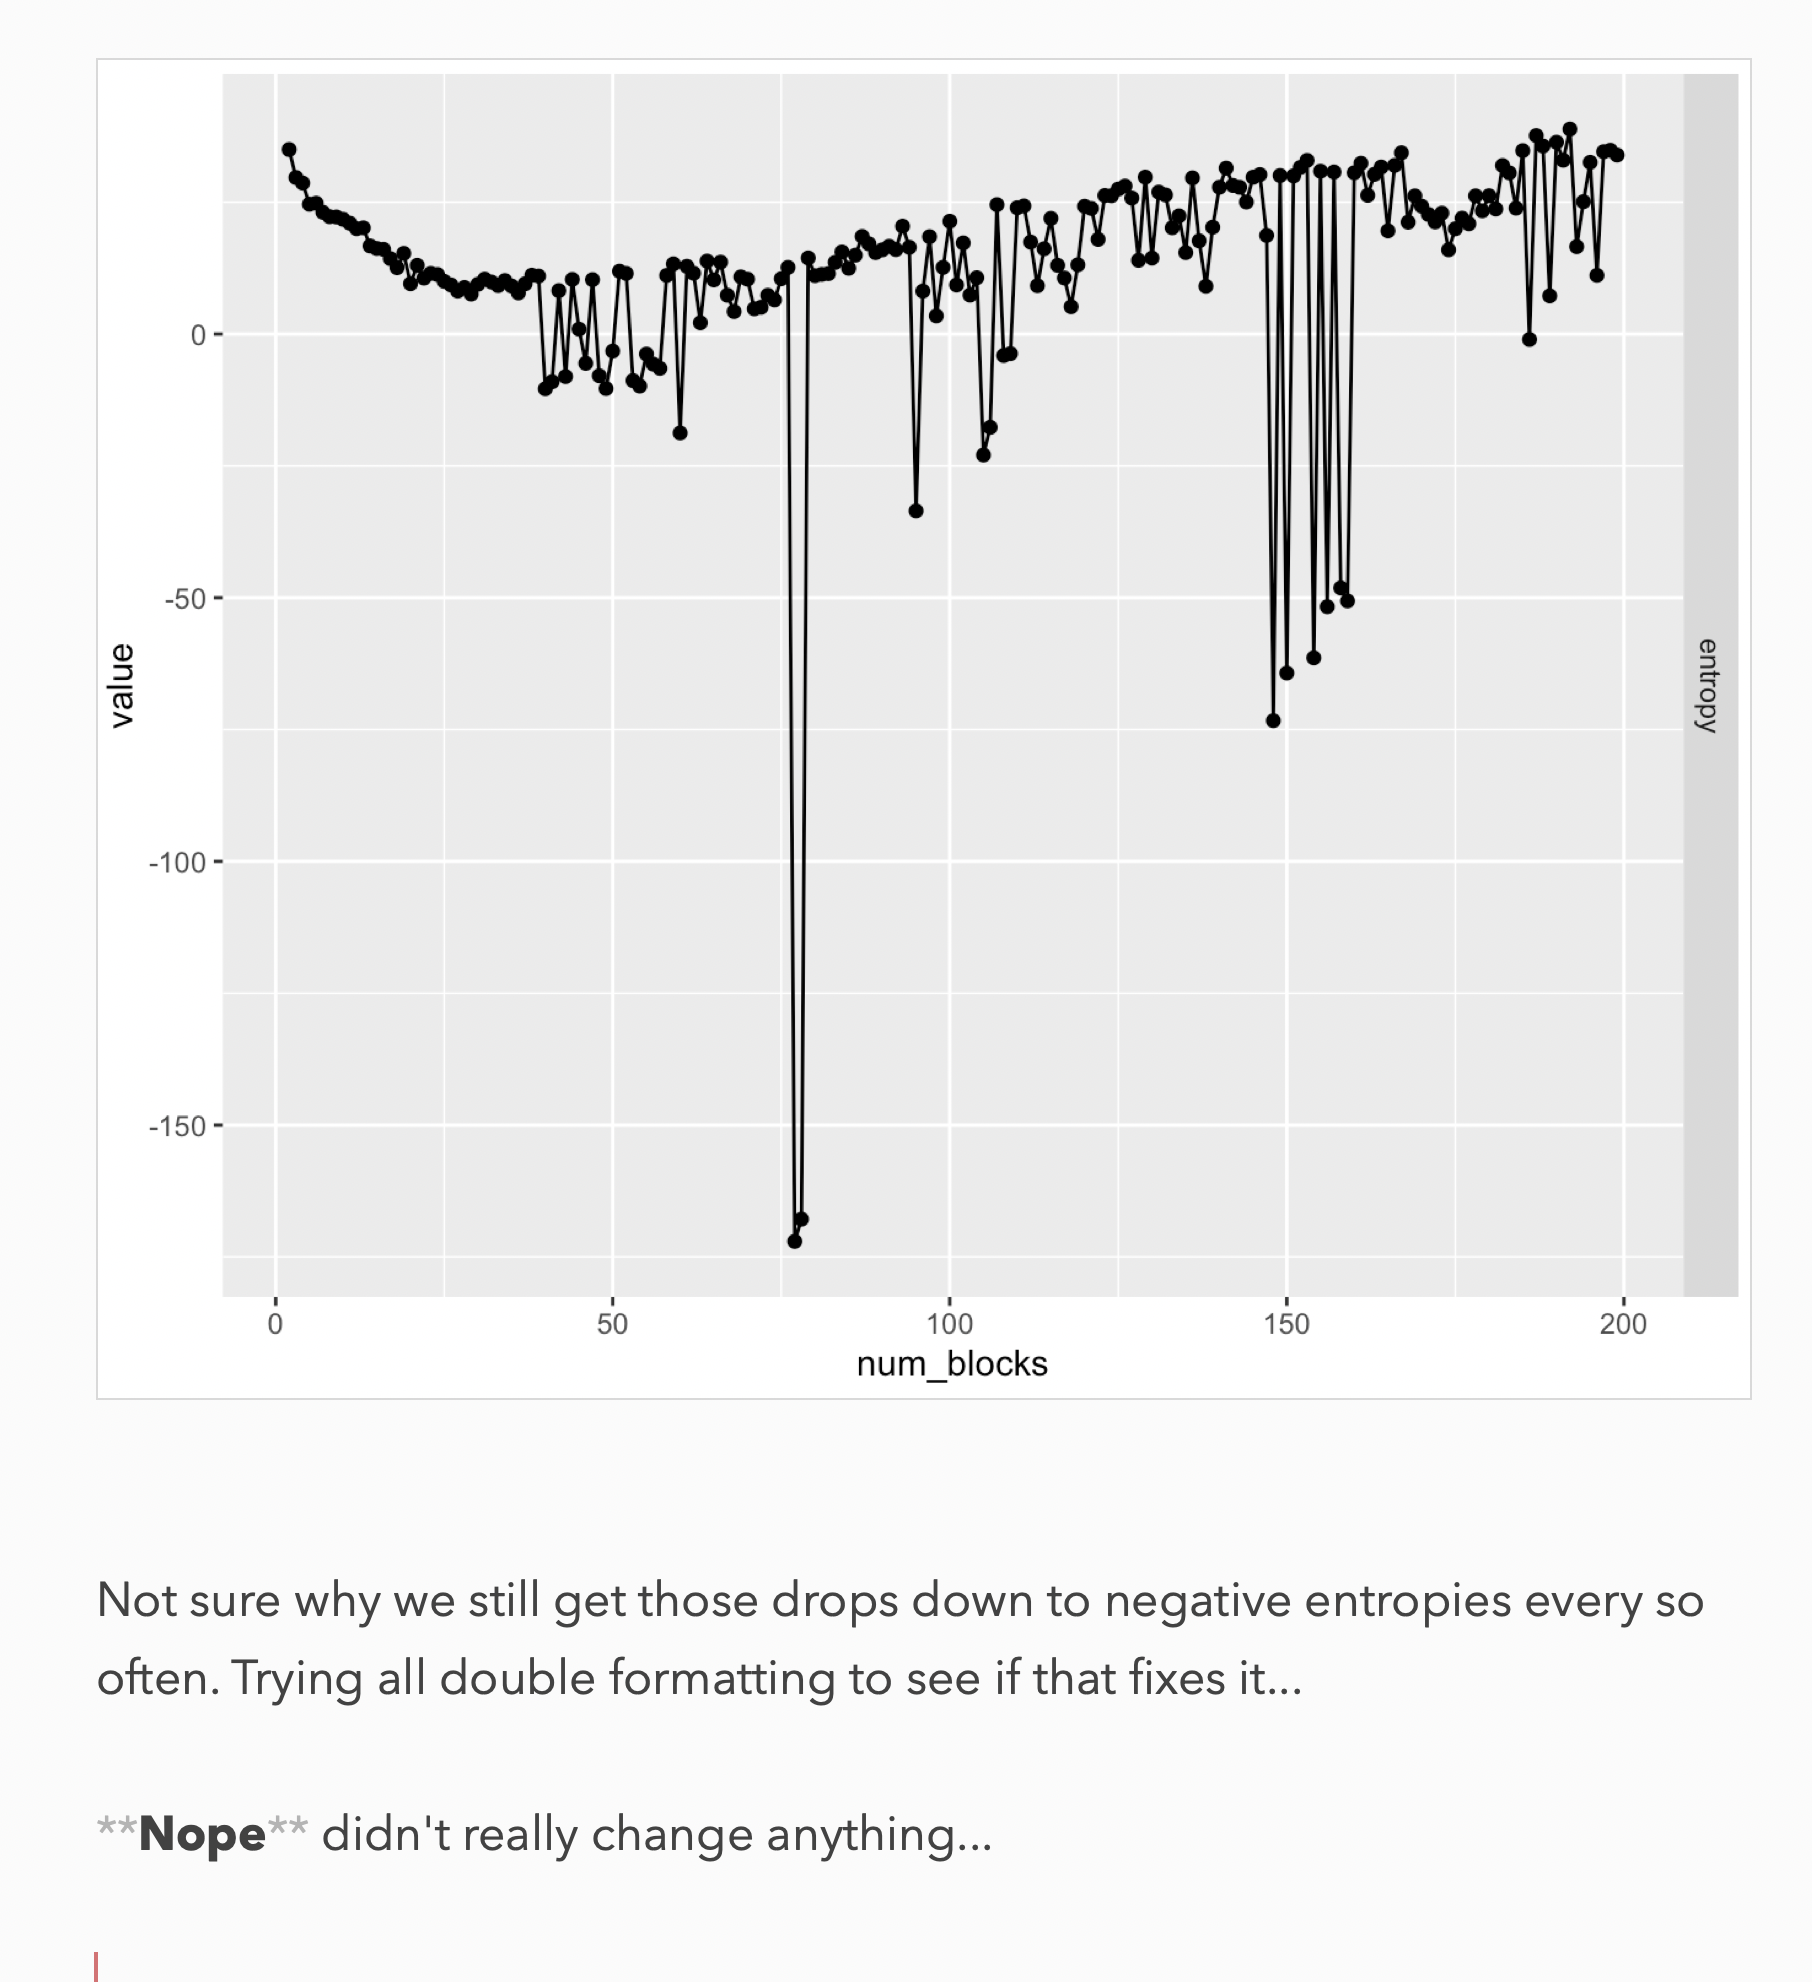 0
-50
-100
-150
value
entropy
0 50 100 150 200
num_blocks
Not sure why we still get those drops down to negative entropies every so
often. Trying all double formatting to see if that fixes it...
**Nope** didn't really change anything...